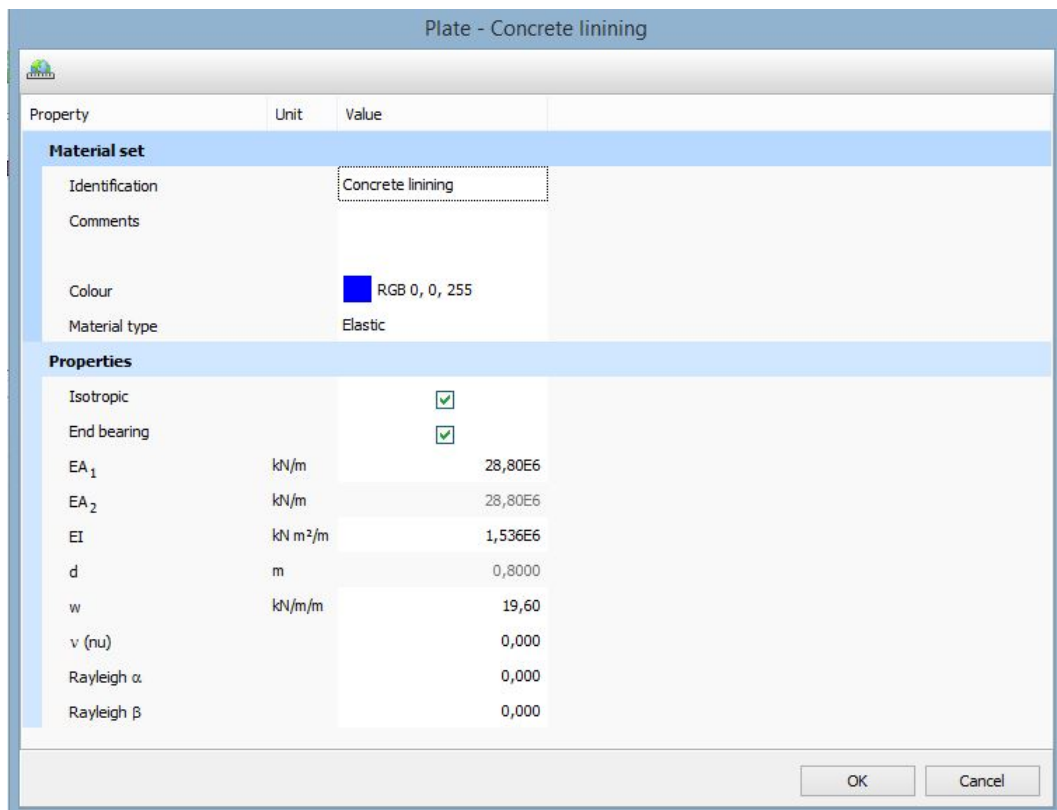 Plate - Concrete linining
Property Unit Value
Material set
Identification Concrete linining
Comments
Colour RGB 0, 0, 255
Material type Elastic
Properties
Isotropic
End bearing
EA1 kN/m 28,80E6
EA2 kN/m 28,80E6
EI kN m²/m 1,536E6
d m 0,8000
w kN/m/m 19,60
ν (nu) 0,000
Rayleigh α 0,000
Rayleigh β 0,000
OK Cancel